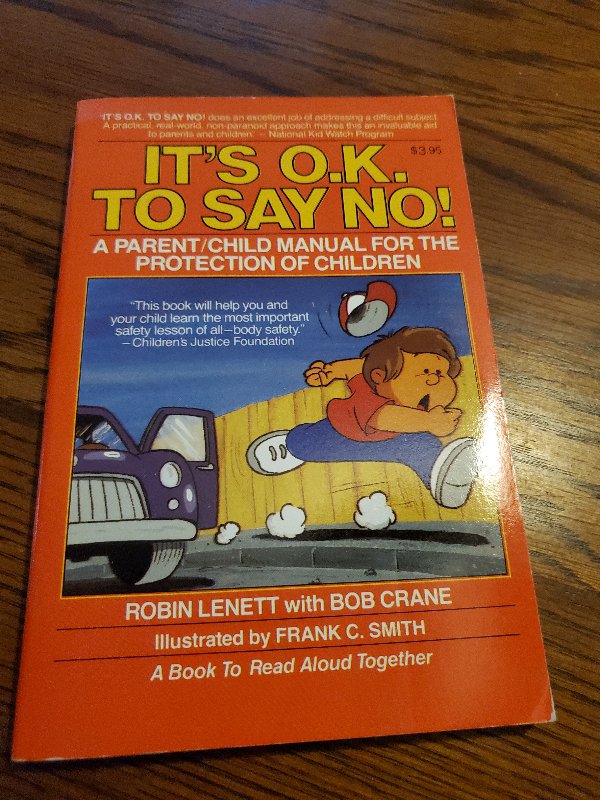 "IT'S O.K. TO SAY NO! does an excellent job of addressing a difficult subject.
A practical, real-world, non-paranoid approach makes this an invaluable aid
to parents and children." – National Kid Watch Program
IT'S O.K.
$3.95
TO SAY NO!
A PARENT/CHILD MANUAL FOR THE
PROTECTION OF CHILDREN
"This book will help you and
your child learn the most important
safety lesson of all—body safety."
—Children's Justice Foundation
ROBIN LENETT with BOB CRANE
Illustrated by FRANK C. SMITH
A Book To Read Aloud Together